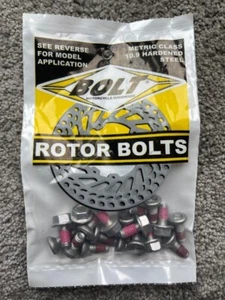 SEE REVERSE
FOR MODEL
APPLICATION
METRIC CLASS
10.9 HARDENED
STEEL
BOLT
ROTOR BOLTS